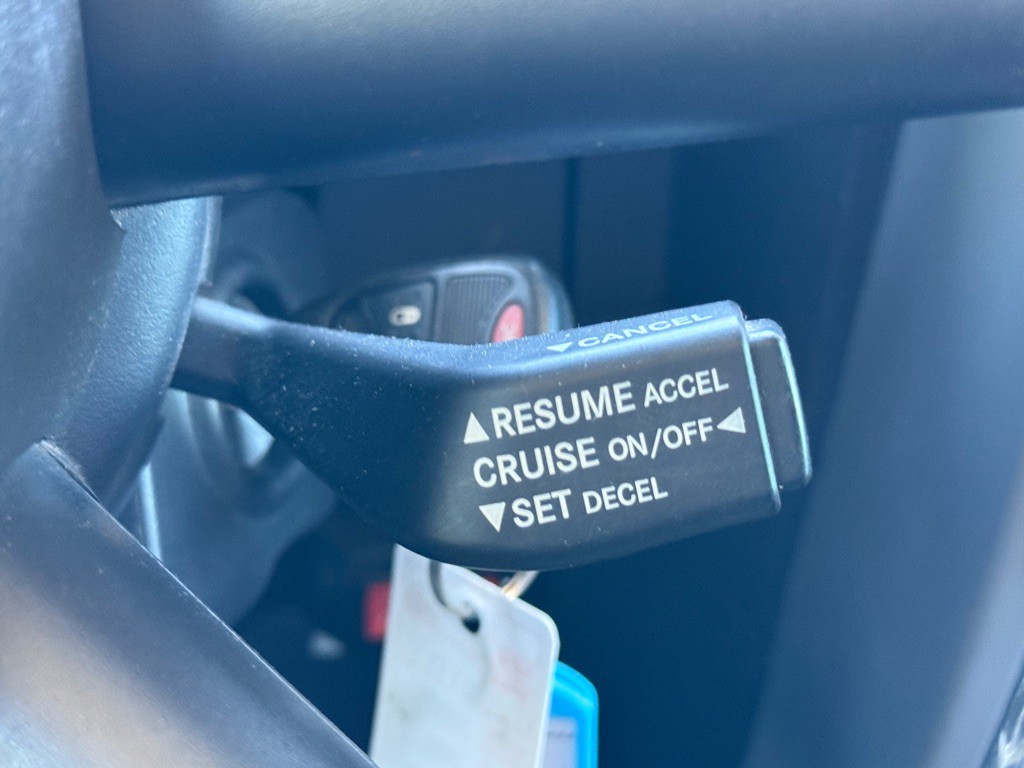 ▼CANCEL
▲RESUME ACCEL
CRUISE ON/OFF◀
▼SET DECEL